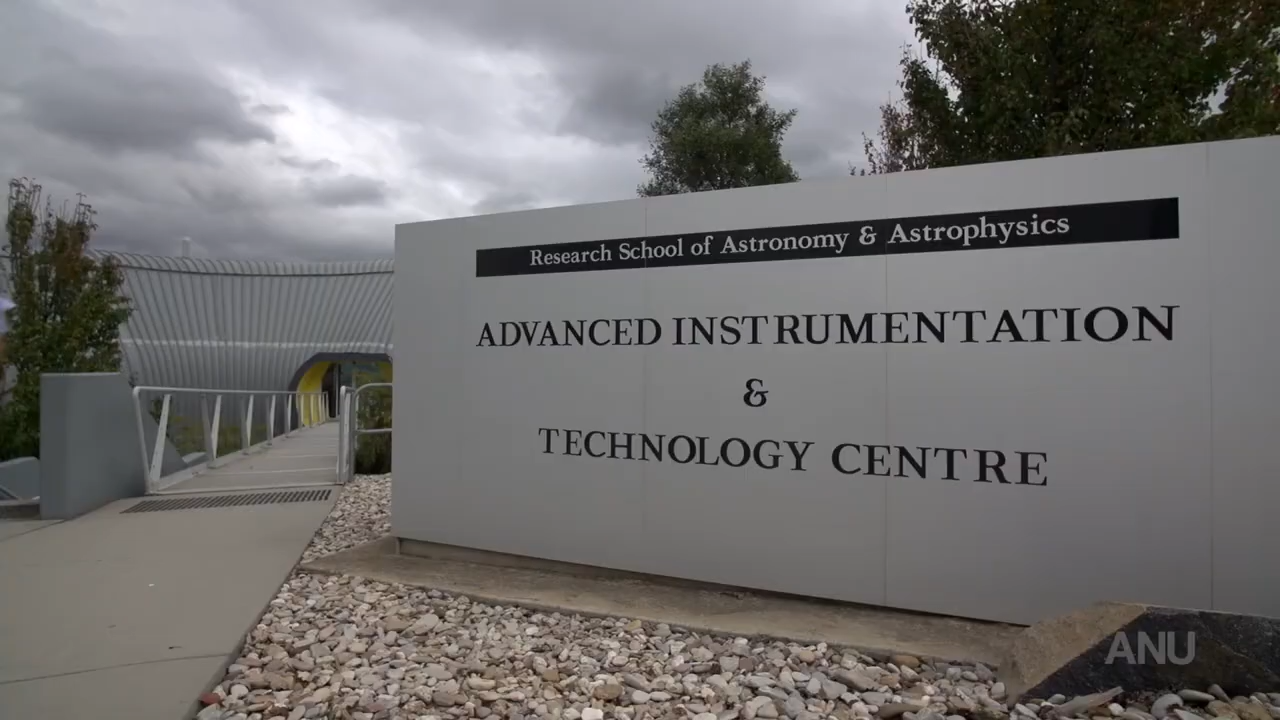 Research School of Astronomy & Astrophysics
ADVANCED INSTRUMENTATION
&
TECHNOLOGY CENTRE
ANU